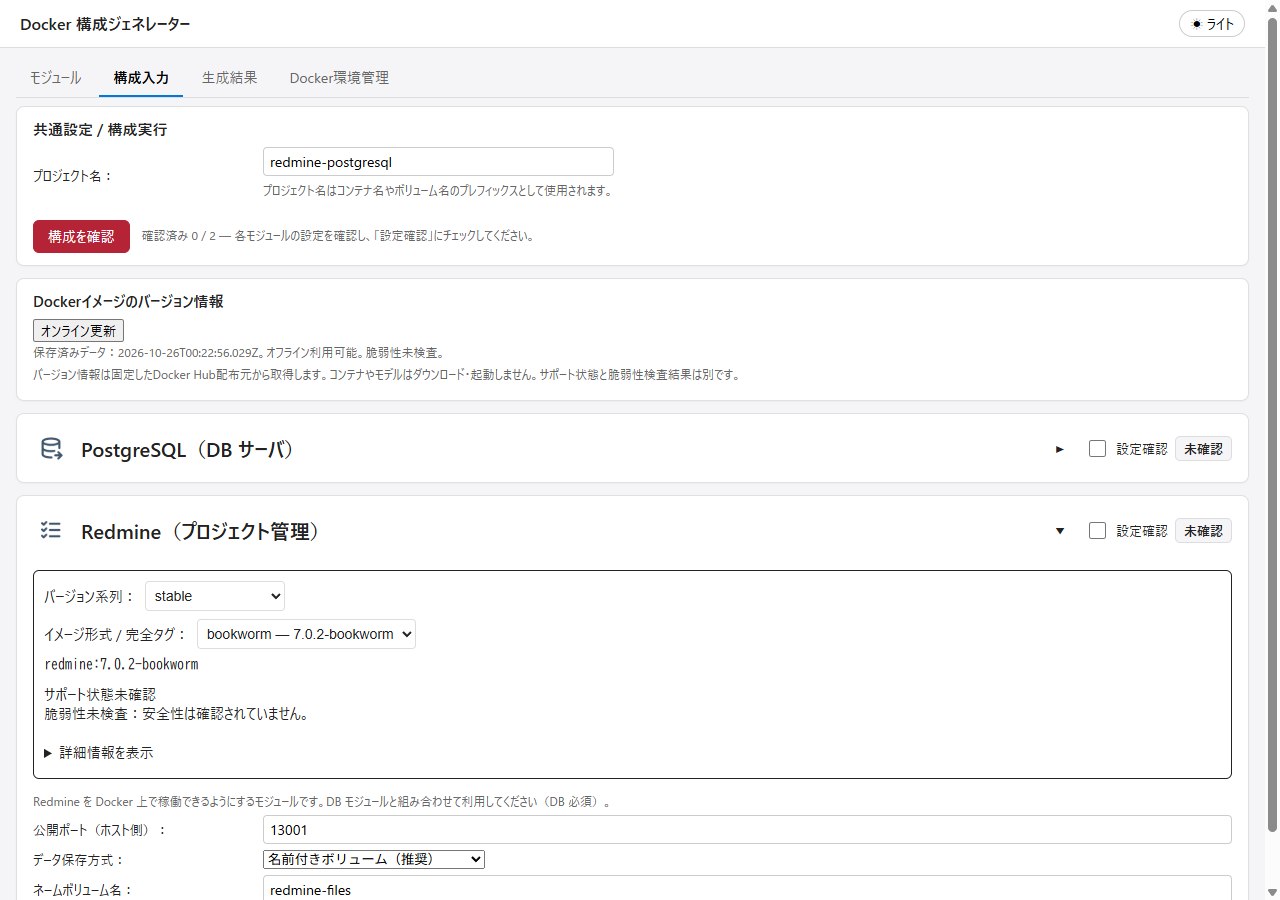 Docker 構成ジェネレーター
ライト
モジュール 構成入力 生成結果 Docker環境管理
共通設定 / 構成実行
プロジェクト名：
redmine-postgresql
プロジェクト名はコンテナ名やボリューム名のプレフィックスとして使用されます。
構成を確認 確認済み 0 / 2 — 各モジュールの設定を確認し、「設定確認」にチェックしてください。
Dockerイメージのバージョン情報
オンライン更新
保存済みデータ：2026-10-26T00:22:56.029Z。オフライン利用可能。脆弱性未検査。
バージョン情報は固定したDocker Hub配布元から取得します。コンテナやモデルはダウンロード・起動しません。サポート状態と脆弱性検査結果は別です。
PostgreSQL（DB サーバ） ▶ 設定確認 未確認
Redmine（プロジェクト管理） ▼ 設定確認 未確認
バージョン系列： stable
イメージ形式 / 完全タグ： bookworm — 7.0.2-bookworm
redmine:7.0.2-bookworm
サポート状態未確認
脆弱性未検査：安全性は確認されていません。
▶ 詳細情報を表示
Redmine を Docker 上で稼働できるようにするモジュールです。DB モジュールと組み合わせて利用してください（DB 必須）。
公開ポート（ホスト側）： 13001
データ保存方式： 名前付きボリューム（推奨）
ネームボリューム名： redmine-files